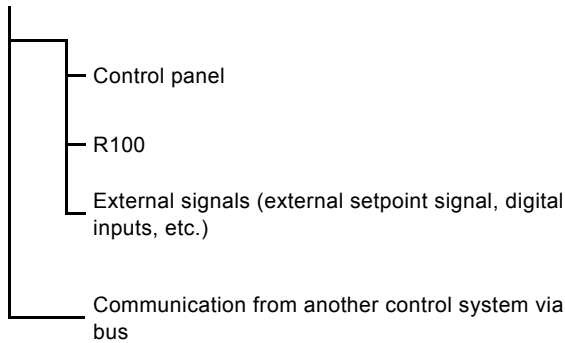 Control panel
R100
External signals (external setpoint signal, digital
inputs, etc.)
Communication from another control system via
bus